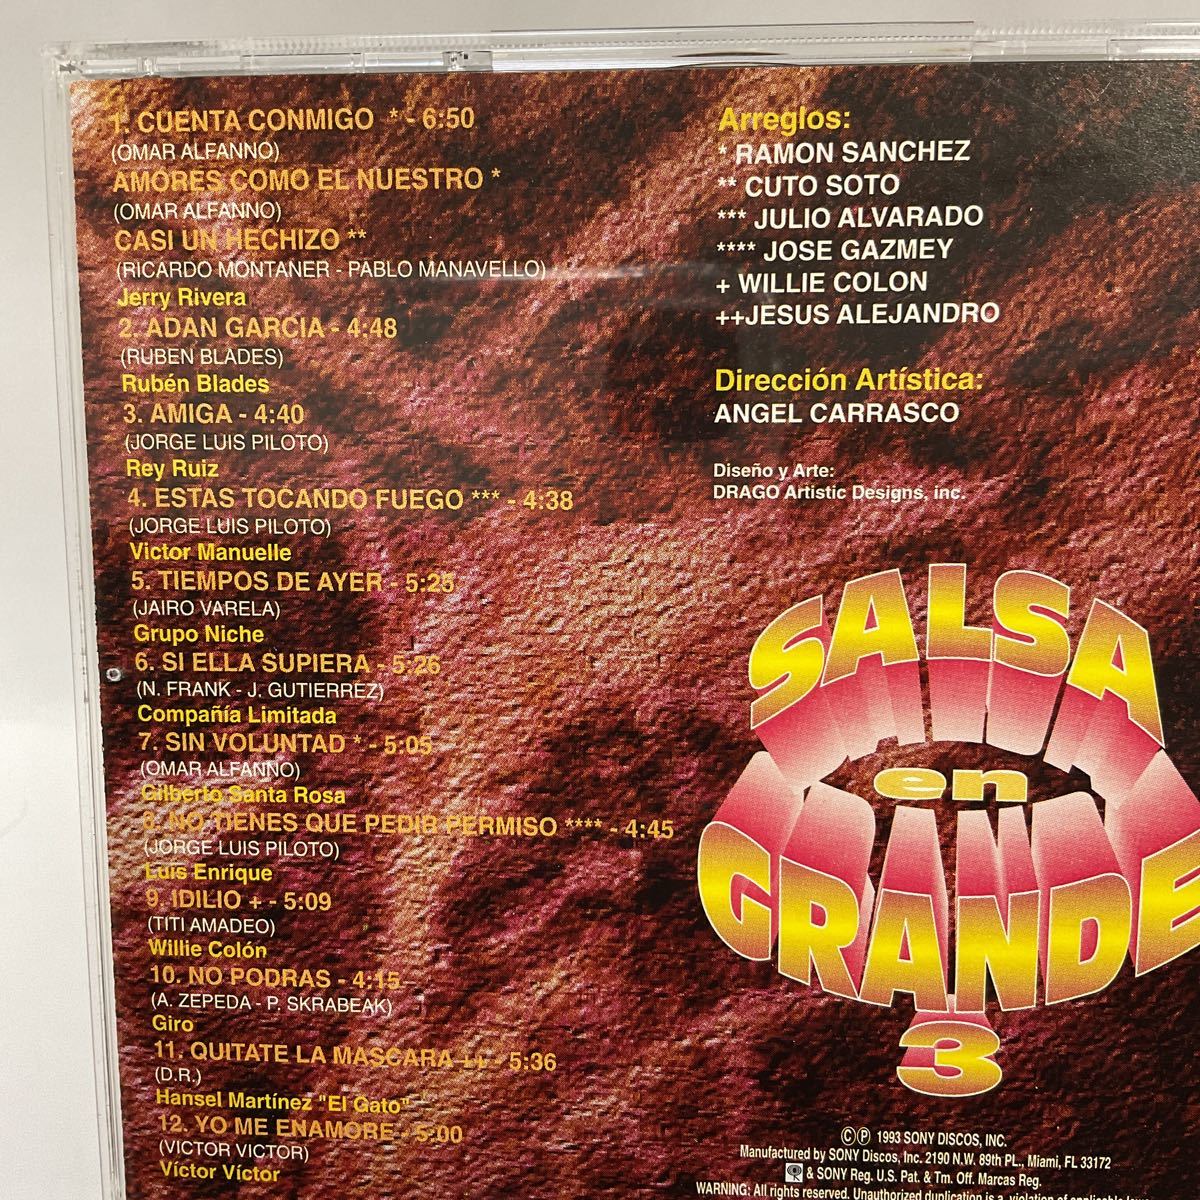 1. CUENTA CONMIGO * - 6:50
(OMAR ALFANNO)
AMORES COMO EL NUESTRO *
(OMAR ALFANNO)
CASI UN HECHIZO **
(RICARDO MONTANER - PABLO MANAVELLO)
Jerry Rivera
2. ADAN GARCIA - 4:48
(RUBEN BLADES)
Rubén Blades
3. AMIGA - 4:40
(JORGE LUIS PILOTO)
Rey Ruiz
4. ESTAS TOCANDO FUEGO *** - 4:38
(JORGE LUIS PILOTO)
Victor Manuelle
5. TIEMPOS DE AYER - 5:25
(JAIRO VARELA)
Grupo Niche
6. SI ELLA SUPIERA - 5:26
(N. FRANK - J. GUTIERREZ)
Compañía Limitada
7. SIN VOLUNTAD * - 5:05
(OMAR ALFANNO)
Gilberto Santa Rosa
8. NO TIENES QUE PEDIR PERMISO **** - 4:45
(JORGE LUIS PILOTO)
Luis Enrique
9. IDILIO + - 5:09
(TITI AMADEO)
Willie Colón
10. NO PODRAS - 4:15
(A. ZEPEDA - P. SKRABEAK)
Giro
11. QUITATE LA MASCARA ++ - 5:36
(D.R.)
Hansel Martínez "El Gato"
12. YO ME ENAMORE - 5:00
(VICTOR VICTOR)
Víctor Víctor
Arreglos:
* RAMON SANCHEZ
** CUTO SOTO
*** JULIO ALVARADO
**** JOSE GAZMEY
+ WILLIE COLON
++JESUS ALEJANDRO
Dirección Artística:
ANGEL CARRASCO
Diseño y Arte:
DRAGO Artistic Designs, inc.
SALSA
en
GRANDE
3
©℗ 1993 SONY DISCOS, INC.
Manufactured by SONY Discos, Inc. 2190 N.W. 89th PL., Miami, FL 33172
& SONY Reg. U.S. Pat. & Tm. Off. Marcas Reg.
WARNING: All rights reserved. Unauthorized duplication is a violation of applicable laws